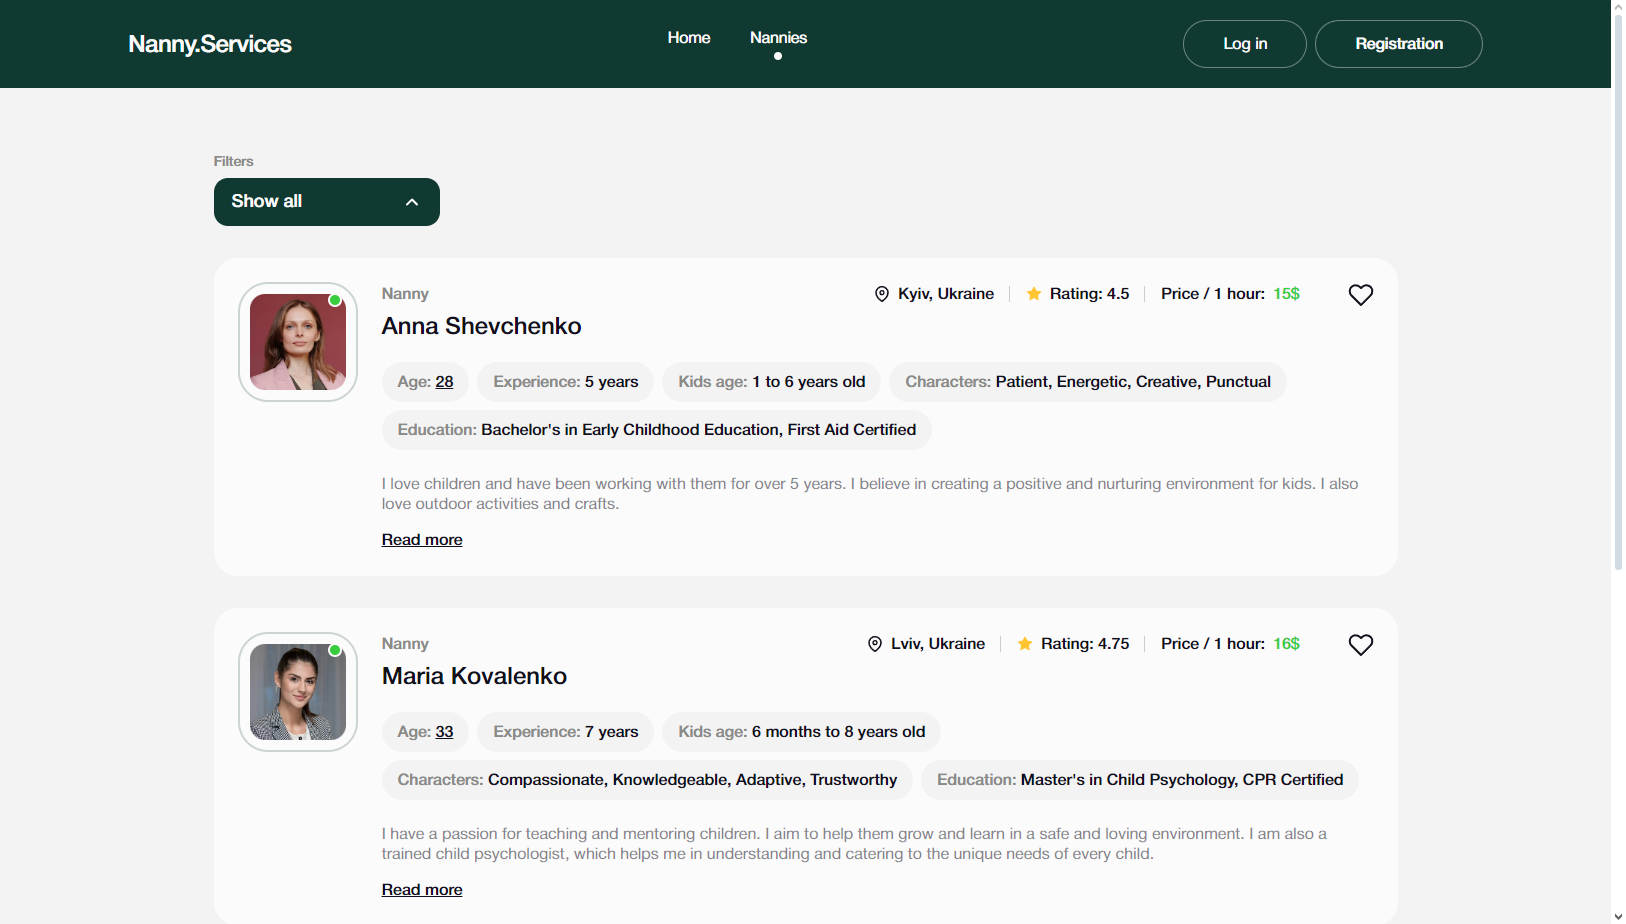 Nanny.Services
Home
Nannies
Log in
Registration
Filters
Show all
Nanny
Kyiv, Ukraine
Rating: 4.5
Price / 1 hour: 15$
Anna Shevchenko
Age: 28
Experience: 5 years
Kids age: 1 to 6 years old
Characters: Patient, Energetic, Creative, Punctual
Education: Bachelor's in Early Childhood Education, First Aid Certified
I love children and have been working with them for over 5 years. I believe in creating a positive and nurturing environment for kids. I also
love outdoor activities and crafts.
Read more
Nanny
Lviv, Ukraine
Rating: 4.75
Price / 1 hour: 16$
Maria Kovalenko
Age: 33
Experience: 7 years
Kids age: 6 months to 8 years old
Characters: Compassionate, Knowledgeable, Adaptive, Trustworthy
Education: Master's in Child Psychology, CPR Certified
I have a passion for teaching and mentoring children. I aim to help them grow and learn in a safe and loving environment. I am also a
trained child psychologist, which helps me in understanding and catering to the unique needs of every child.
Read more